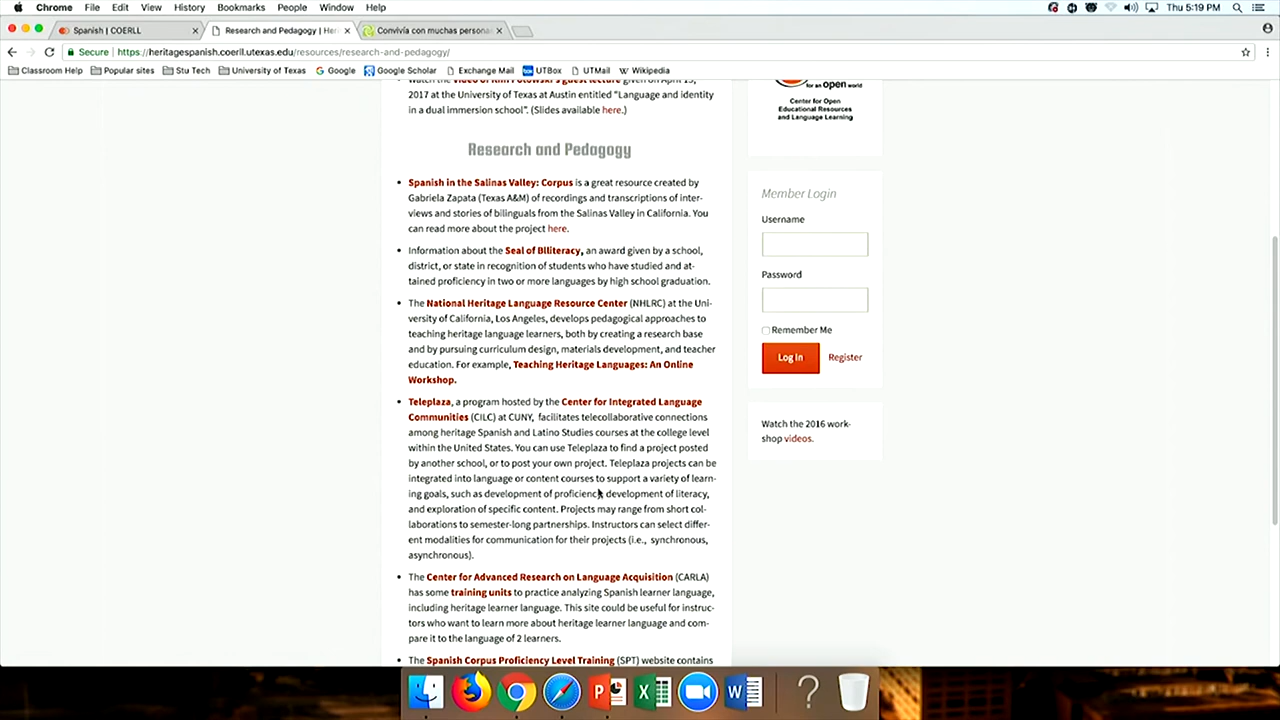 Chrome File Edit View History Bookmarks People Window Help
Thu 5:19 PM
Spanish | COERLL
Research and Pedagogy | Her
Convivía con muchas persona
Secure https://heritagespanish.coerll.utexas.edu/resources/research-and-pedagogy/
Classroom Help Popular sites Stu Tech University of Texas Google Google Scholar Exchange Mail UTBox UTMail Wikipedia
2017 at the University of Texas at Austin entitled "Language and identity
in a dual immersion school". (Slides available here.)
Research and Pedagogy
• Spanish in the Salinas Valley: Corpus is a great resource created by
Gabriela Zapata (Texas A&M) of recordings and transcriptions of inter-
views and stories of bilinguals from the Salinas Valley in California. You
can read more about the project here.
• Information about the Seal of BIliteracy, an award given by a school,
district, or state in recognition of students who have studied and at-
tained proficiency in two or more languages by high school graduation.
• The National Heritage Language Resource Center (NHLRC) at the Uni-
versity of California, Los Angeles, develops pedagogical approaches to
teaching heritage language learners, both by creating a research base
and by pursuing curriculum design, materials development, and teacher
education. For example, Teaching Heritage Languages: An Online
Workshop.
• Teleplaza, a program hosted by the Center for Integrated Language
Communities (CILC) at CUNY, facilitates telecollaborative connections
among heritage Spanish and Latino Studies courses at the college level
within the United States. You can use Teleplaza to find a project posted
by another school, or to post your own project. Teleplaza projects can be
integrated into language or content courses to support a variety of learn-
ing goals, such as development of proficiency, development of literacy,
and exploration of specific content. Projects may range from short col-
laborations to semester-long partnerships. Instructors can select differ-
ent modalities for communication for their projects (i.e., synchronous,
asynchronous).
• The Center for Advanced Research on Language Acquisition (CARLA)
has some training units to practice analyzing Spanish learner language,
including heritage learner language. This site could be useful for instruc-
tors who want to learn more about heritage learner language and com-
pare it to the language of 2 learners.
• The Spanish Corpus Proficiency Level Training (SPT) website contains
for an open world
Center for Open
Educational Resources
and Language Learning
Member Login
Username
Password
Remember Me
Log In Register
Watch the 2016 work-
shop videos.